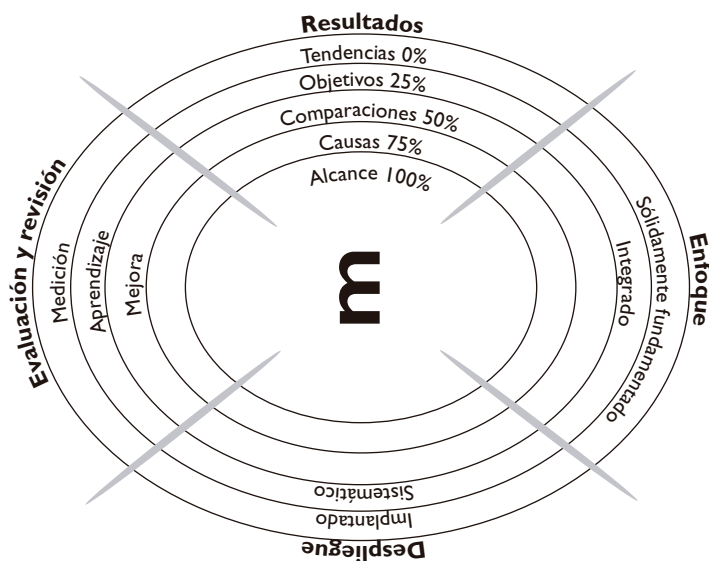 Resultados
Tendencias 0%
Objetivos 25%
Comparaciones 50%
Causas 75%
Alcance 100%
Enfoque
Sólidamente fundamentado
Integrado
Despliegue
Implantado
Sistemático
Evaluación y revisión
Medición
Aprendizaje
Mejora
m